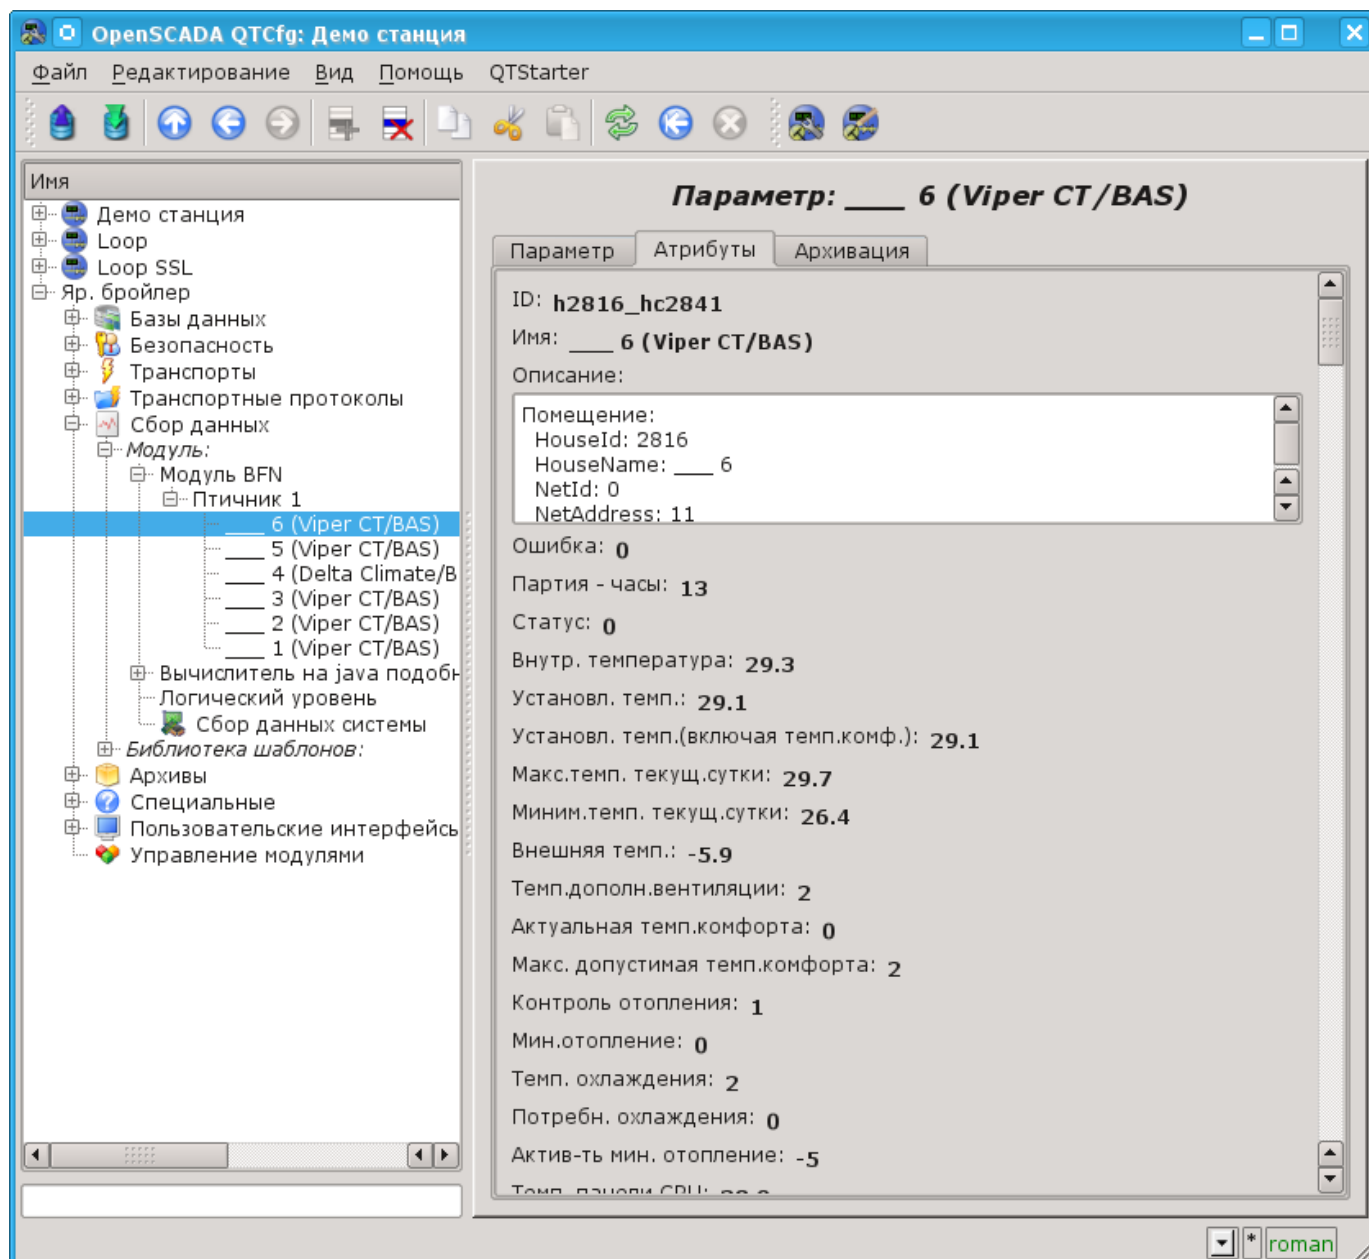 OpenSCADA QTCfg: Демо станция
Файл Редактирование Вид Помощь QTStarter
Имя
Демо станция
Loop
Loop SSL
Яр. бройлер
Базы данных
Безопасность
Транспорты
Транспортные протоколы
Сбор данных
Модуль:
Модуль BFN
Птичник 1
____ 6 (Viper CT/BAS)
____ 5 (Viper CT/BAS)
____ 4 (Delta Climate/B
____ 3 (Viper CT/BAS)
____ 2 (Viper CT/BAS)
____ 1 (Viper CT/BAS)
Вычислитель на java подобн
Логический уровень
Сбор данных системы
Библиотека шаблонов:
Архивы
Специальные
Пользовательские интерфейсы
Управление модулями
Параметр: ____ 6 (Viper CT/BAS)
Параметр Атрибуты Архивация
ID: h2816_hc2841
Имя: ____ 6 (Viper CT/BAS)
Описание:
Помещение:
HouseId: 2816
HouseName: ____ 6
NetId: 0
NetAddress: 11
Ошибка: 0
Партия - часы: 13
Статус: 0
Внутр. температура: 29.3
Установл. темп.: 29.1
Установл. темп.(включая темп.комф.): 29.1
Макс.темп. текущ.сутки: 29.7
Миним.темп. текущ.сутки: 26.4
Внешняя темп.: -5.9
Темп.дополн.вентиляции: 2
Актуальная темп.комфорта: 0
Макс. допустимая темп.комфорта: 2
Контроль отопления: 1
Мин.отопление: 0
Темп. охлаждения: 2
Потребн. охлаждения: 0
Актив-ть мин. отопление: -5
Темп. панели CPU:
* roman